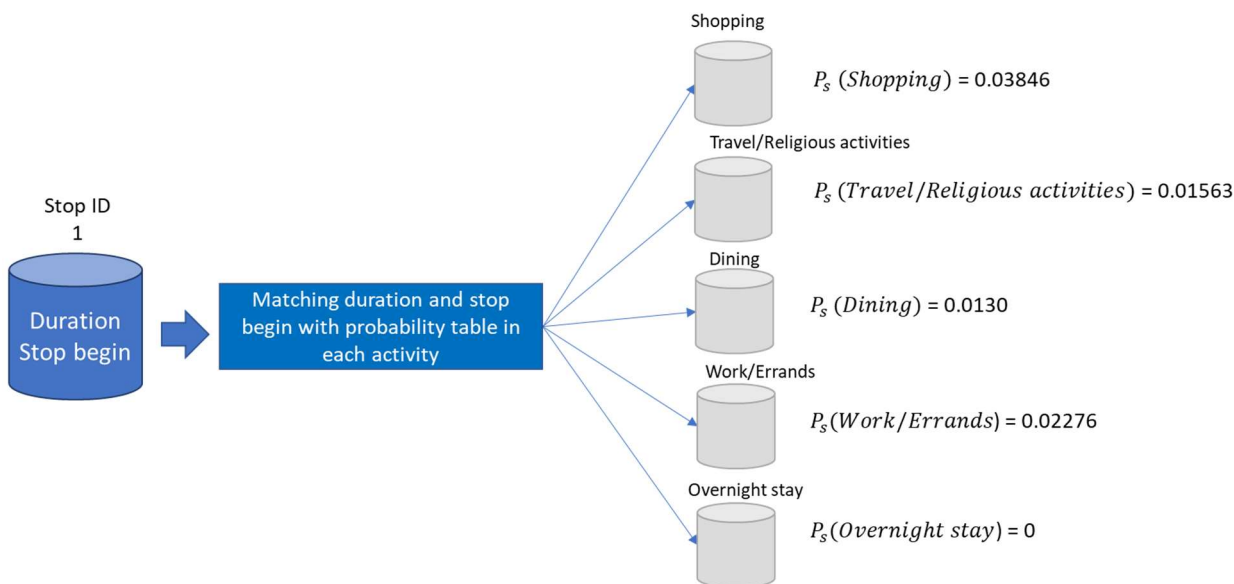 Stop ID
1
Duration
Stop begin
Matching duration and stop
begin with probability table in
each activity
Shopping
P_s (Shopping) = 0.03846
Travel/Religious activities
P_s (Travel/Religious activities) = 0.01563
Dining
P_s (Dining) = 0.0130
Work/Errands
P_s(Work/Errands) = 0.02276
Overnight stay
P_s(Overnight stay) = 0